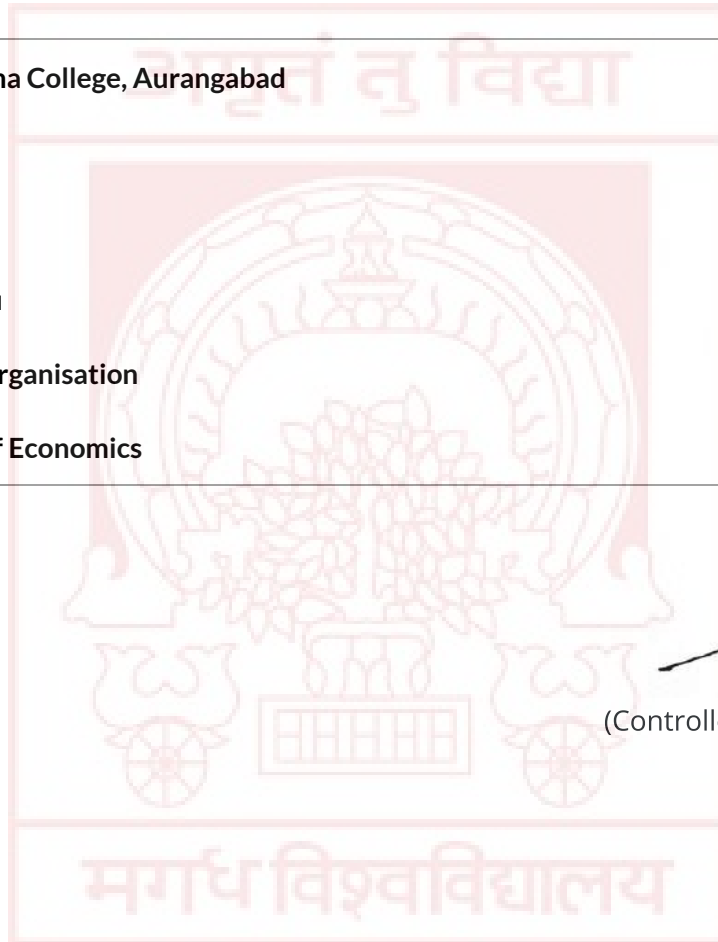 अमृतं तु विद्या
na College, Aurangabad
rganisation
f Economics
(Controll
मगध विश्वविद्यालय